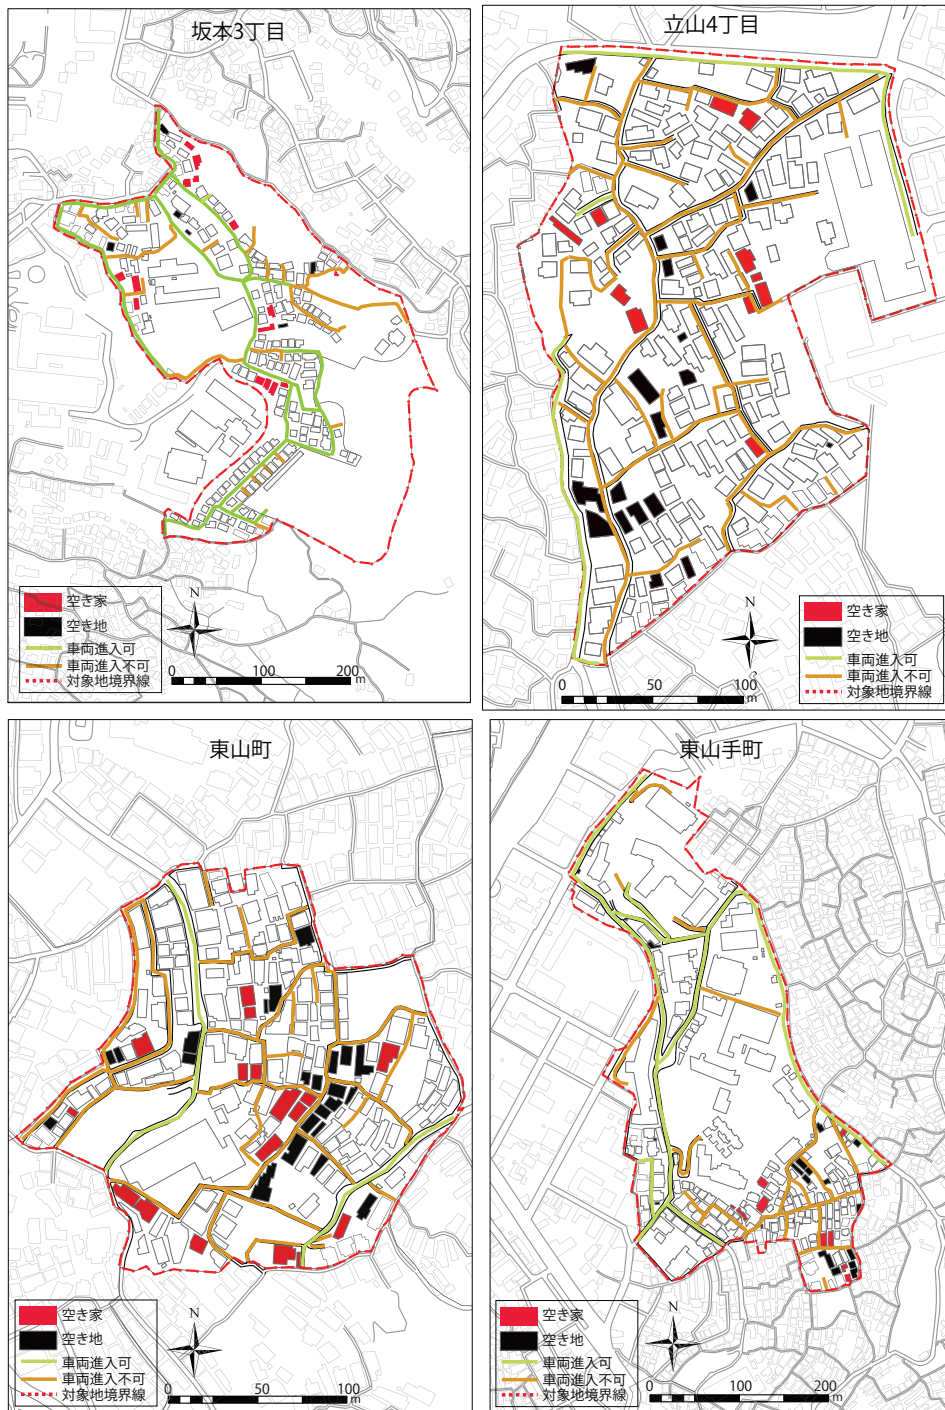 坂本3丁目
N
空き家
空き地
車両進入可
車両進入不可
対象地境界線
0 100 200
m
立山4丁目
N
空き家
空き地
車両進入可
車両進入不可
対象地境界線
0 50 100
m
東山町
N
空き家
空き地
車両進入可
車両進入不可
対象地境界線
0 50 100
m
東山手町
N
空き家
空き地
車両進入可
車両進入不可
対象地境界線
0 100 200
m